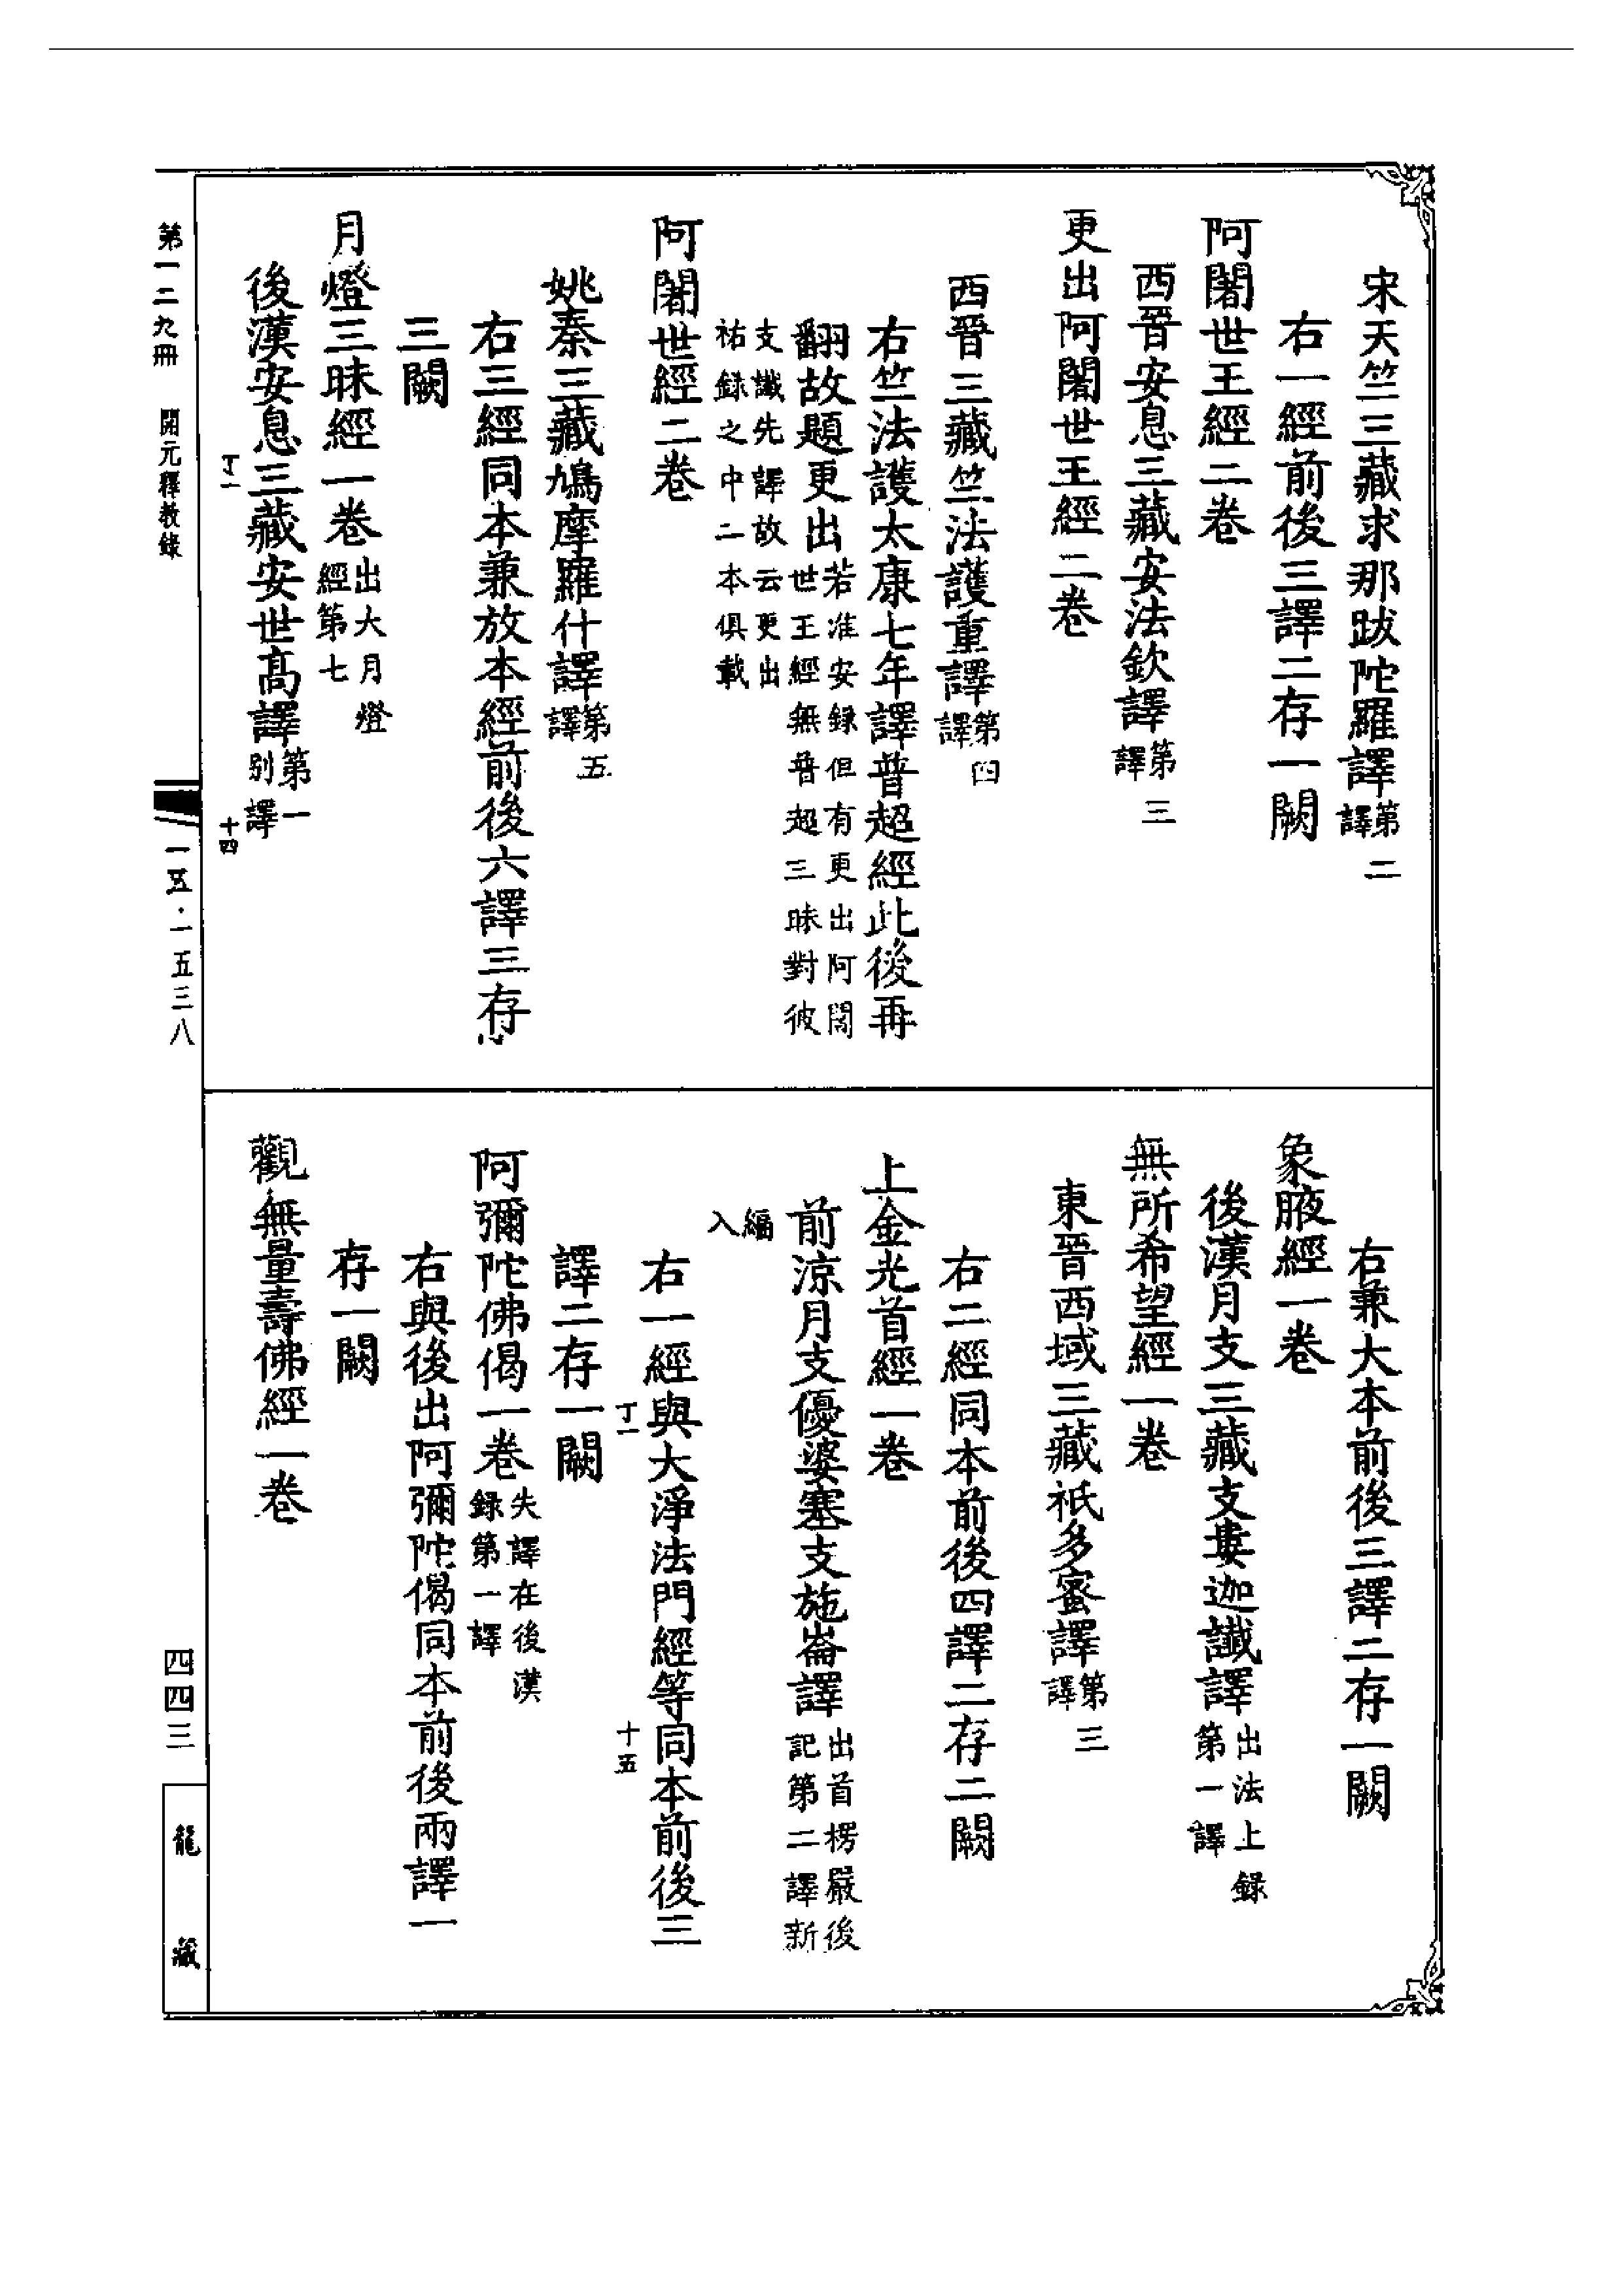 宋天竺三藏求那跋陀羅譯第二譯
右一經前後三譯二存一闕
阿闍世王經二卷
西晉安息三藏安法欽譯第三譯
更出阿闍世王經二卷
西晉三藏竺法護重譯第四譯
右竺法護太康七年譯普超經此後再
翻故題更出若准安録但有更出阿闍世王經無普超三昧對彼
支讖先譯故云更出祐録之中二本俱載
阿闍世經二卷
姚秦三藏鳩摩羅什譯第五譯
右三經同本兼放本經前後六譯三存
三闕
月燈三昧經一卷出大月燈經第七
後漢安息三藏安世高譯第一別譯
丁一 十四
第一二九冊 開元釋教錄 一五·一五三八
右兼大本前後三譯二存一闕
象腋經一卷
後漢月支三藏支婁迦讖譯出法上録第一譯
無所希望經一卷
東晉西域三藏祇多蜜譯第三譯
右二經同本前後四譯二存二闕
上金光首經一卷
前涼月支優婆塞支施崙譯出首楞嚴後記第二譯新
編入
右一經與大淨法門經等同本前後三
丁一 十五
譯二存一闕
阿彌陀佛偈一卷失譯在後漢録第一譯
右與後出阿彌陀偈同本前後兩譯一
存一闕
觀無量壽佛經一卷
四四三
龍藏